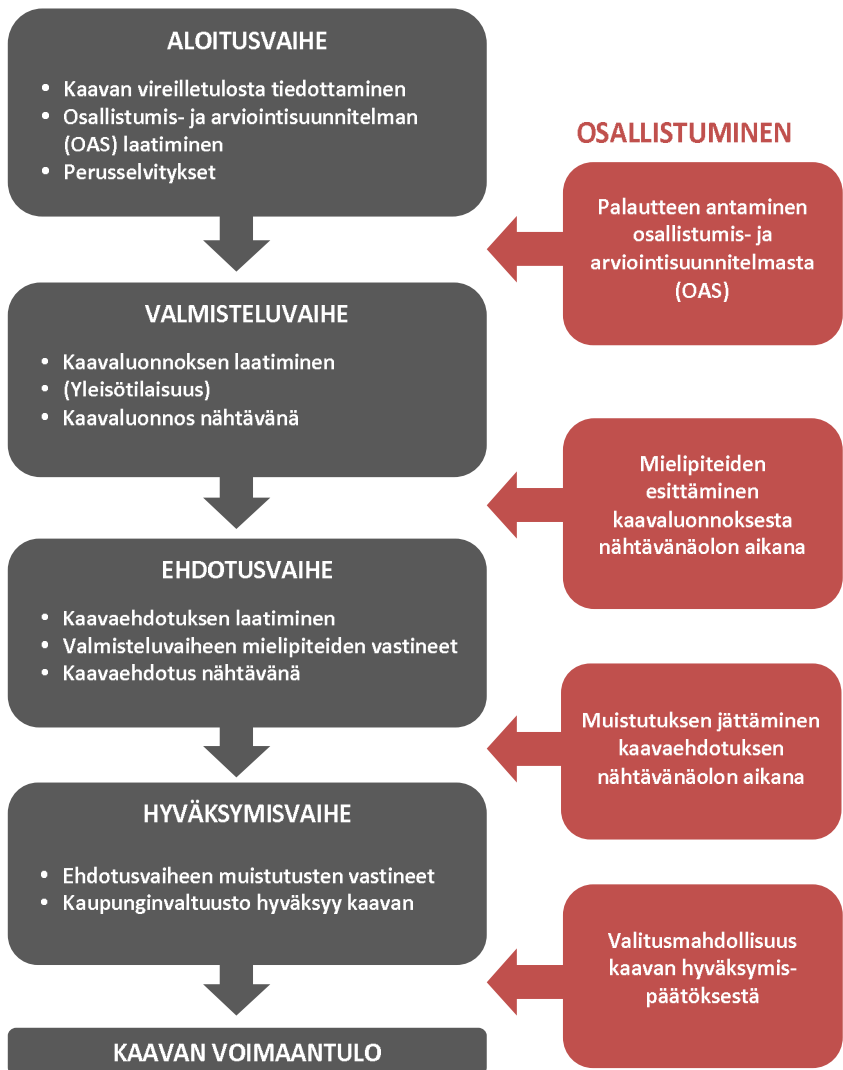 ALOITUSVAIHE
• Kaavan vireilletulosta tiedottaminen
• Osallistumis- ja arviointisuunnitelman
(OAS) laatiminen
• Perusselvitykset
OSALLISTUMINEN
Palautteen antaminen
osallistumis- ja
arviointisuunnitelmasta
(OAS)
VALMISTELUVAIHE
• Kaavaluonnoksen laatiminen
• (Yleisötilaisuus)
• Kaavaluonnos nähtävänä
Mielipiteiden
esittäminen
kaavaluonnoksesta
nähtävänäolon aikana
EHDOTUSVAIHE
• Kaavaehdotuksen laatiminen
• Valmisteluvaiheen mielipiteiden vastineet
• Kaavaehdotus nähtävänä
Muistutuksen jättäminen
kaavaehdotuksen
nähtävänäolon aikana
HYVÄKSYMISVAIHE
• Ehdotusvaiheen muistutusten vastineet
• Kaupunginvaltuusto hyväksyy kaavan
Valitusmahdollisuus
kaavan hyväksymis-
päätöksestä
KAAVAN VOIMAANTULO